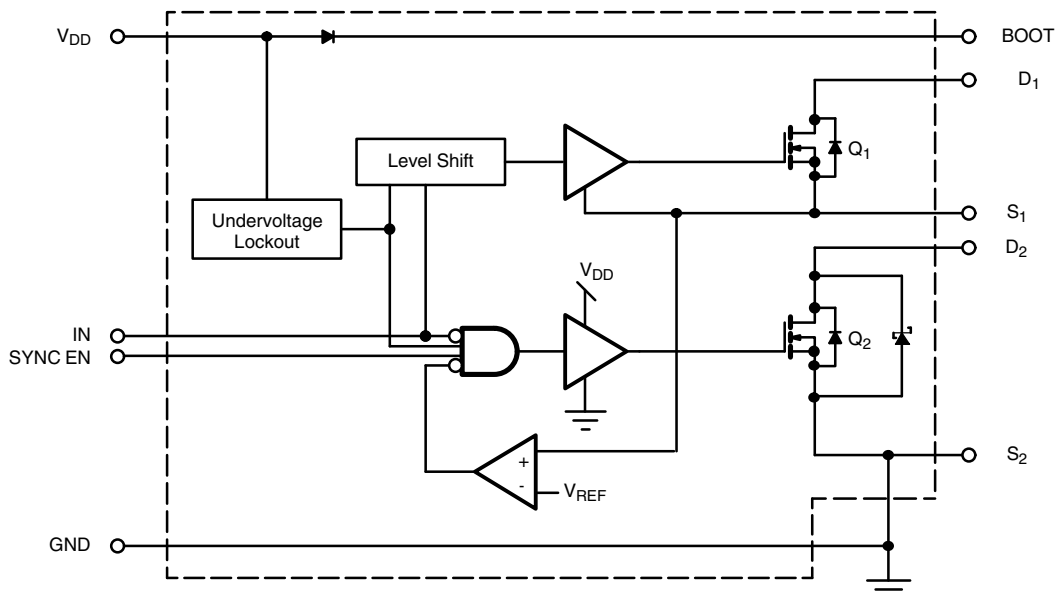 V_DD
BOOT
D_1
Level Shift
Q_1
Undervoltage
Lockout
S_1
D_2
V_DD
IN
SYNC EN
Q_2
+
-
V_REF
S_2
GND